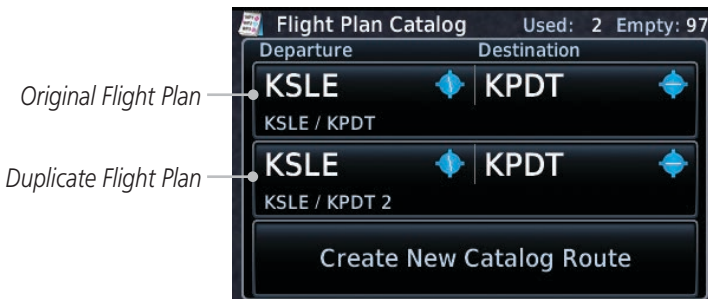 Flight Plan Catalog Used: 2 Empty: 97
Departure Destination
Original Flight Plan KSLE KPDT
KSLE / KPDT
Duplicate Flight Plan KSLE KPDT
KSLE / KPDT 2
Create New Catalog Route